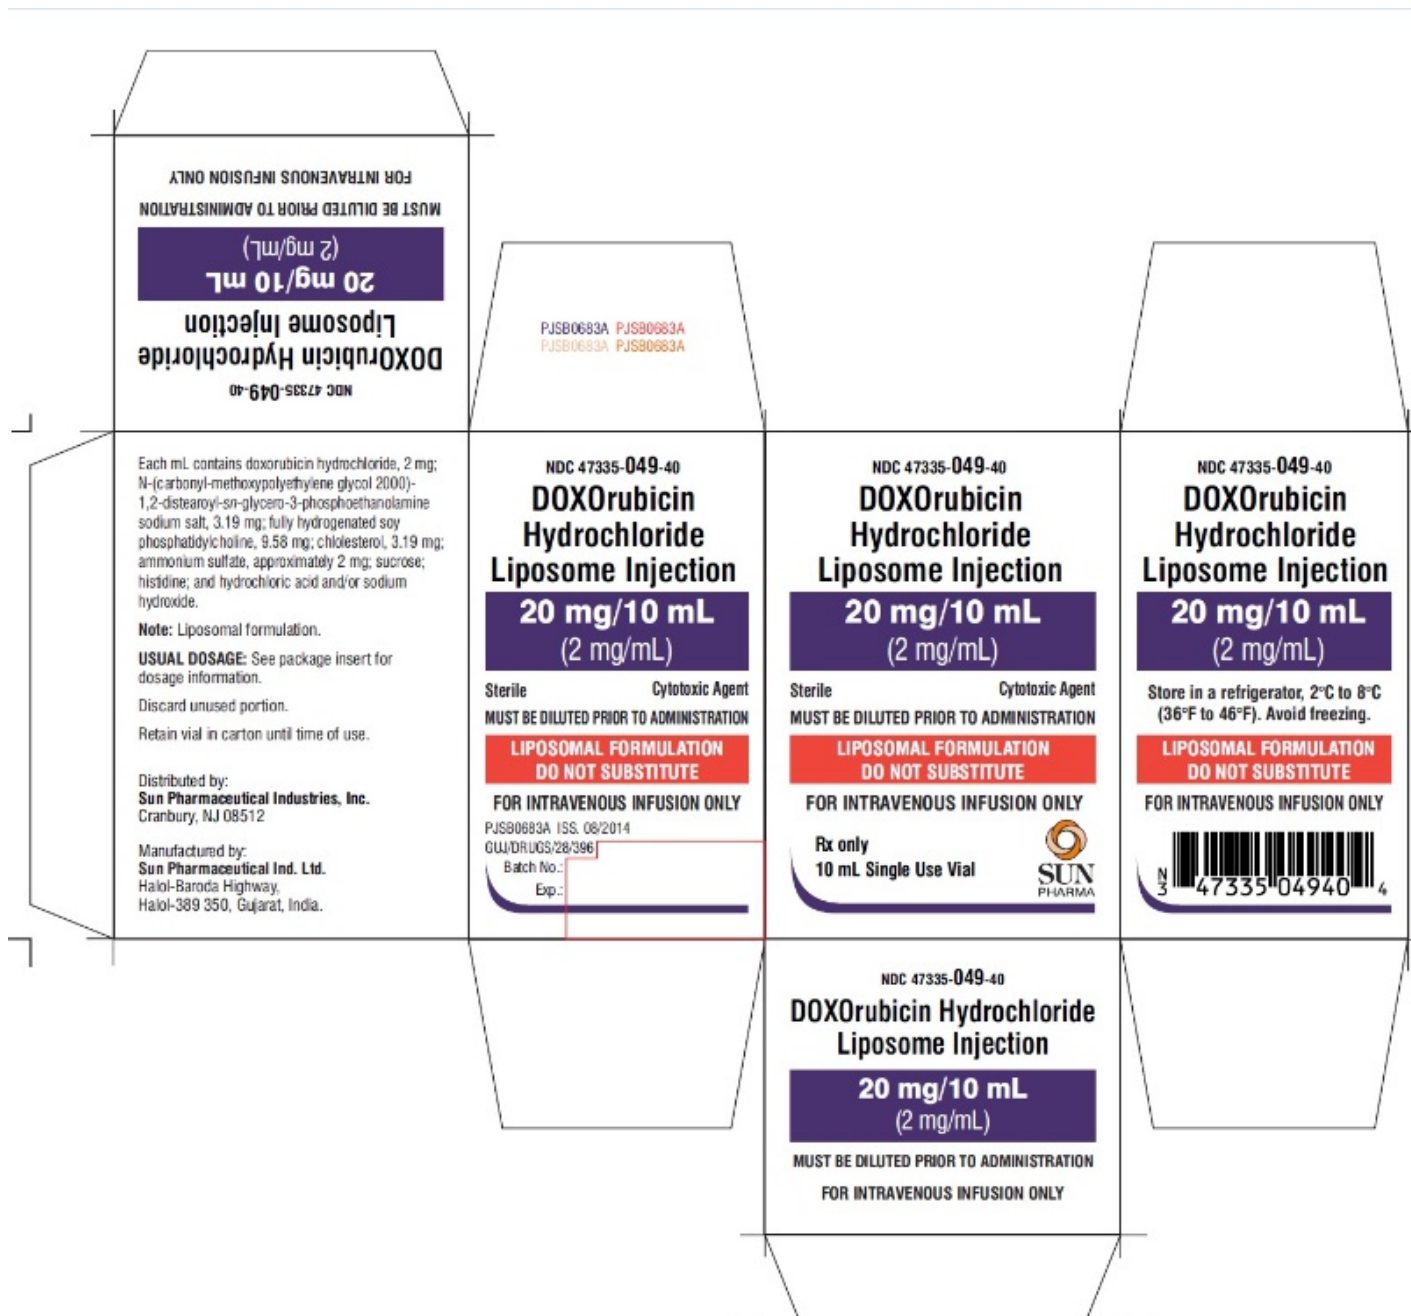 FOR INTRAVENOUS INFUSION ONLY
MUST BE DILUTED PRIOR TO ADMINISTRATION
(2 mg/mL)
20 mg/10 mL
Liposome Injection
DOXOrubicin Hydrochloride
NDC 47335-049-40
PJSB0683A PJSB0683A
PJSB0683A PJSB0683A
Each mL contains doxorubicin hydrochloride, 2 mg;
N-(carbonyl-methoxypolyethylene glycol 2000)-
1,2-distearoyl-sn-glycero-3-phosphoethanolamine
sodium salt, 3.19 mg; fully hydrogenated soy
phosphatidylcholine, 9.58 mg; chlolesterol, 3.19 mg;
ammonium sulfate, approximately 2 mg; sucrose;
histidine; and hydrochloric acid and/or sodium
hydroxide.
Note: Liposomal formulation.
USUAL DOSAGE: See package insert for
dosage information.
Discard unused portion.
Retain vial in carton until time of use.
Distributed by:
Sun Pharmaceutical Industries, Inc.
Cranbury, NJ 08512
Manufactured by:
Sun Pharmaceutical Ind. Ltd.
Halol-Baroda Highway,
Halol-389 350, Gujarat, India.
NDC 47335-049-40
DOXOrubicin
Hydrochloride
Liposome Injection
20 mg/10 mL
(2 mg/mL)
Sterile Cytotoxic Agent
MUST BE DILUTED PRIOR TO ADMINISTRATION
LIPOSOMAL FORMULATION
DO NOT SUBSTITUTE
FOR INTRAVENOUS INFUSION ONLY
PJSB0683A ISS. 08/2014
GUJ/DRUGS/28/396
Batch No.:
Exp.:
NDC 47335-049-40
DOXOrubicin
Hydrochloride
Liposome Injection
20 mg/10 mL
(2 mg/mL)
Sterile Cytotoxic Agent
MUST BE DILUTED PRIOR TO ADMINISTRATION
LIPOSOMAL FORMULATION
DO NOT SUBSTITUTE
FOR INTRAVENOUS INFUSION ONLY
Rx only
10 mL Single Use Vial
SUN
PHARMA
NDC 47335-049-40
DOXOrubicin
Hydrochloride
Liposome Injection
20 mg/10 mL
(2 mg/mL)
Store in a refrigerator, 2°C to 8°C
(36°F to 46°F). Avoid freezing.
LIPOSOMAL FORMULATION
DO NOT SUBSTITUTE
FOR INTRAVENOUS INFUSION ONLY
N
3 47335 04940 4
NDC 47335-049-40
DOXOrubicin Hydrochloride
Liposome Injection
20 mg/10 mL
(2 mg/mL)
MUST BE DILUTED PRIOR TO ADMINISTRATION
FOR INTRAVENOUS INFUSION ONLY